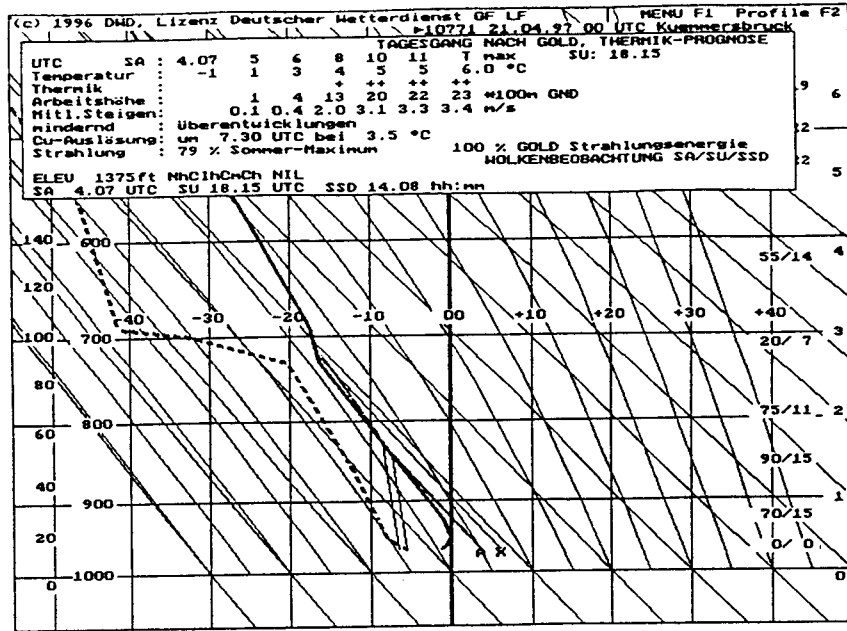 (c) 1996 DWD, Lizenz Deutscher Wetterdienst GF LF MENU F1 Profile F2
►10771 21.04.97 00 UTC Kuemmersbruck
TAGESGANG NACH GOLD, THERMIK-PROGNOSE
UTC SA : 4.07 5 6 8 10 11 T max SU: 18.15
Temperatur : -1 1 3 4 5 5 6.0 °C
Thermik : + ++ ++ ++
Arbeitshöhe : 1 4 13 20 22 23 *100m GND
Mitl.Steigen: 0.1 0.4 2.0 3.1 3.3 3.4 m/s
mindernd : Überentwicklungen
Cu-Auslösung: um 7.30 UTC bei 3.5 °C
Strahlung : 79 % Sommer-Maximum 100 % GOLD Strahlungsenergie
WOLKENBEOBACHTUNG SA/SU/SSD
ELEV 1375ft NhClhCmCh NIL
SA 4.07 UTC SU 18.15 UTC SSD 14.08 hh:mm
9 6
22
22 5
140 600 55/14 4
120
-40 -30 -20 -10 00 +10 +20 +30 +40
100 700 20/ 7 3
80
75/11 2
60 800
90/15
40 900 70/15 1
20 A X 0/ 0
0 1000 0